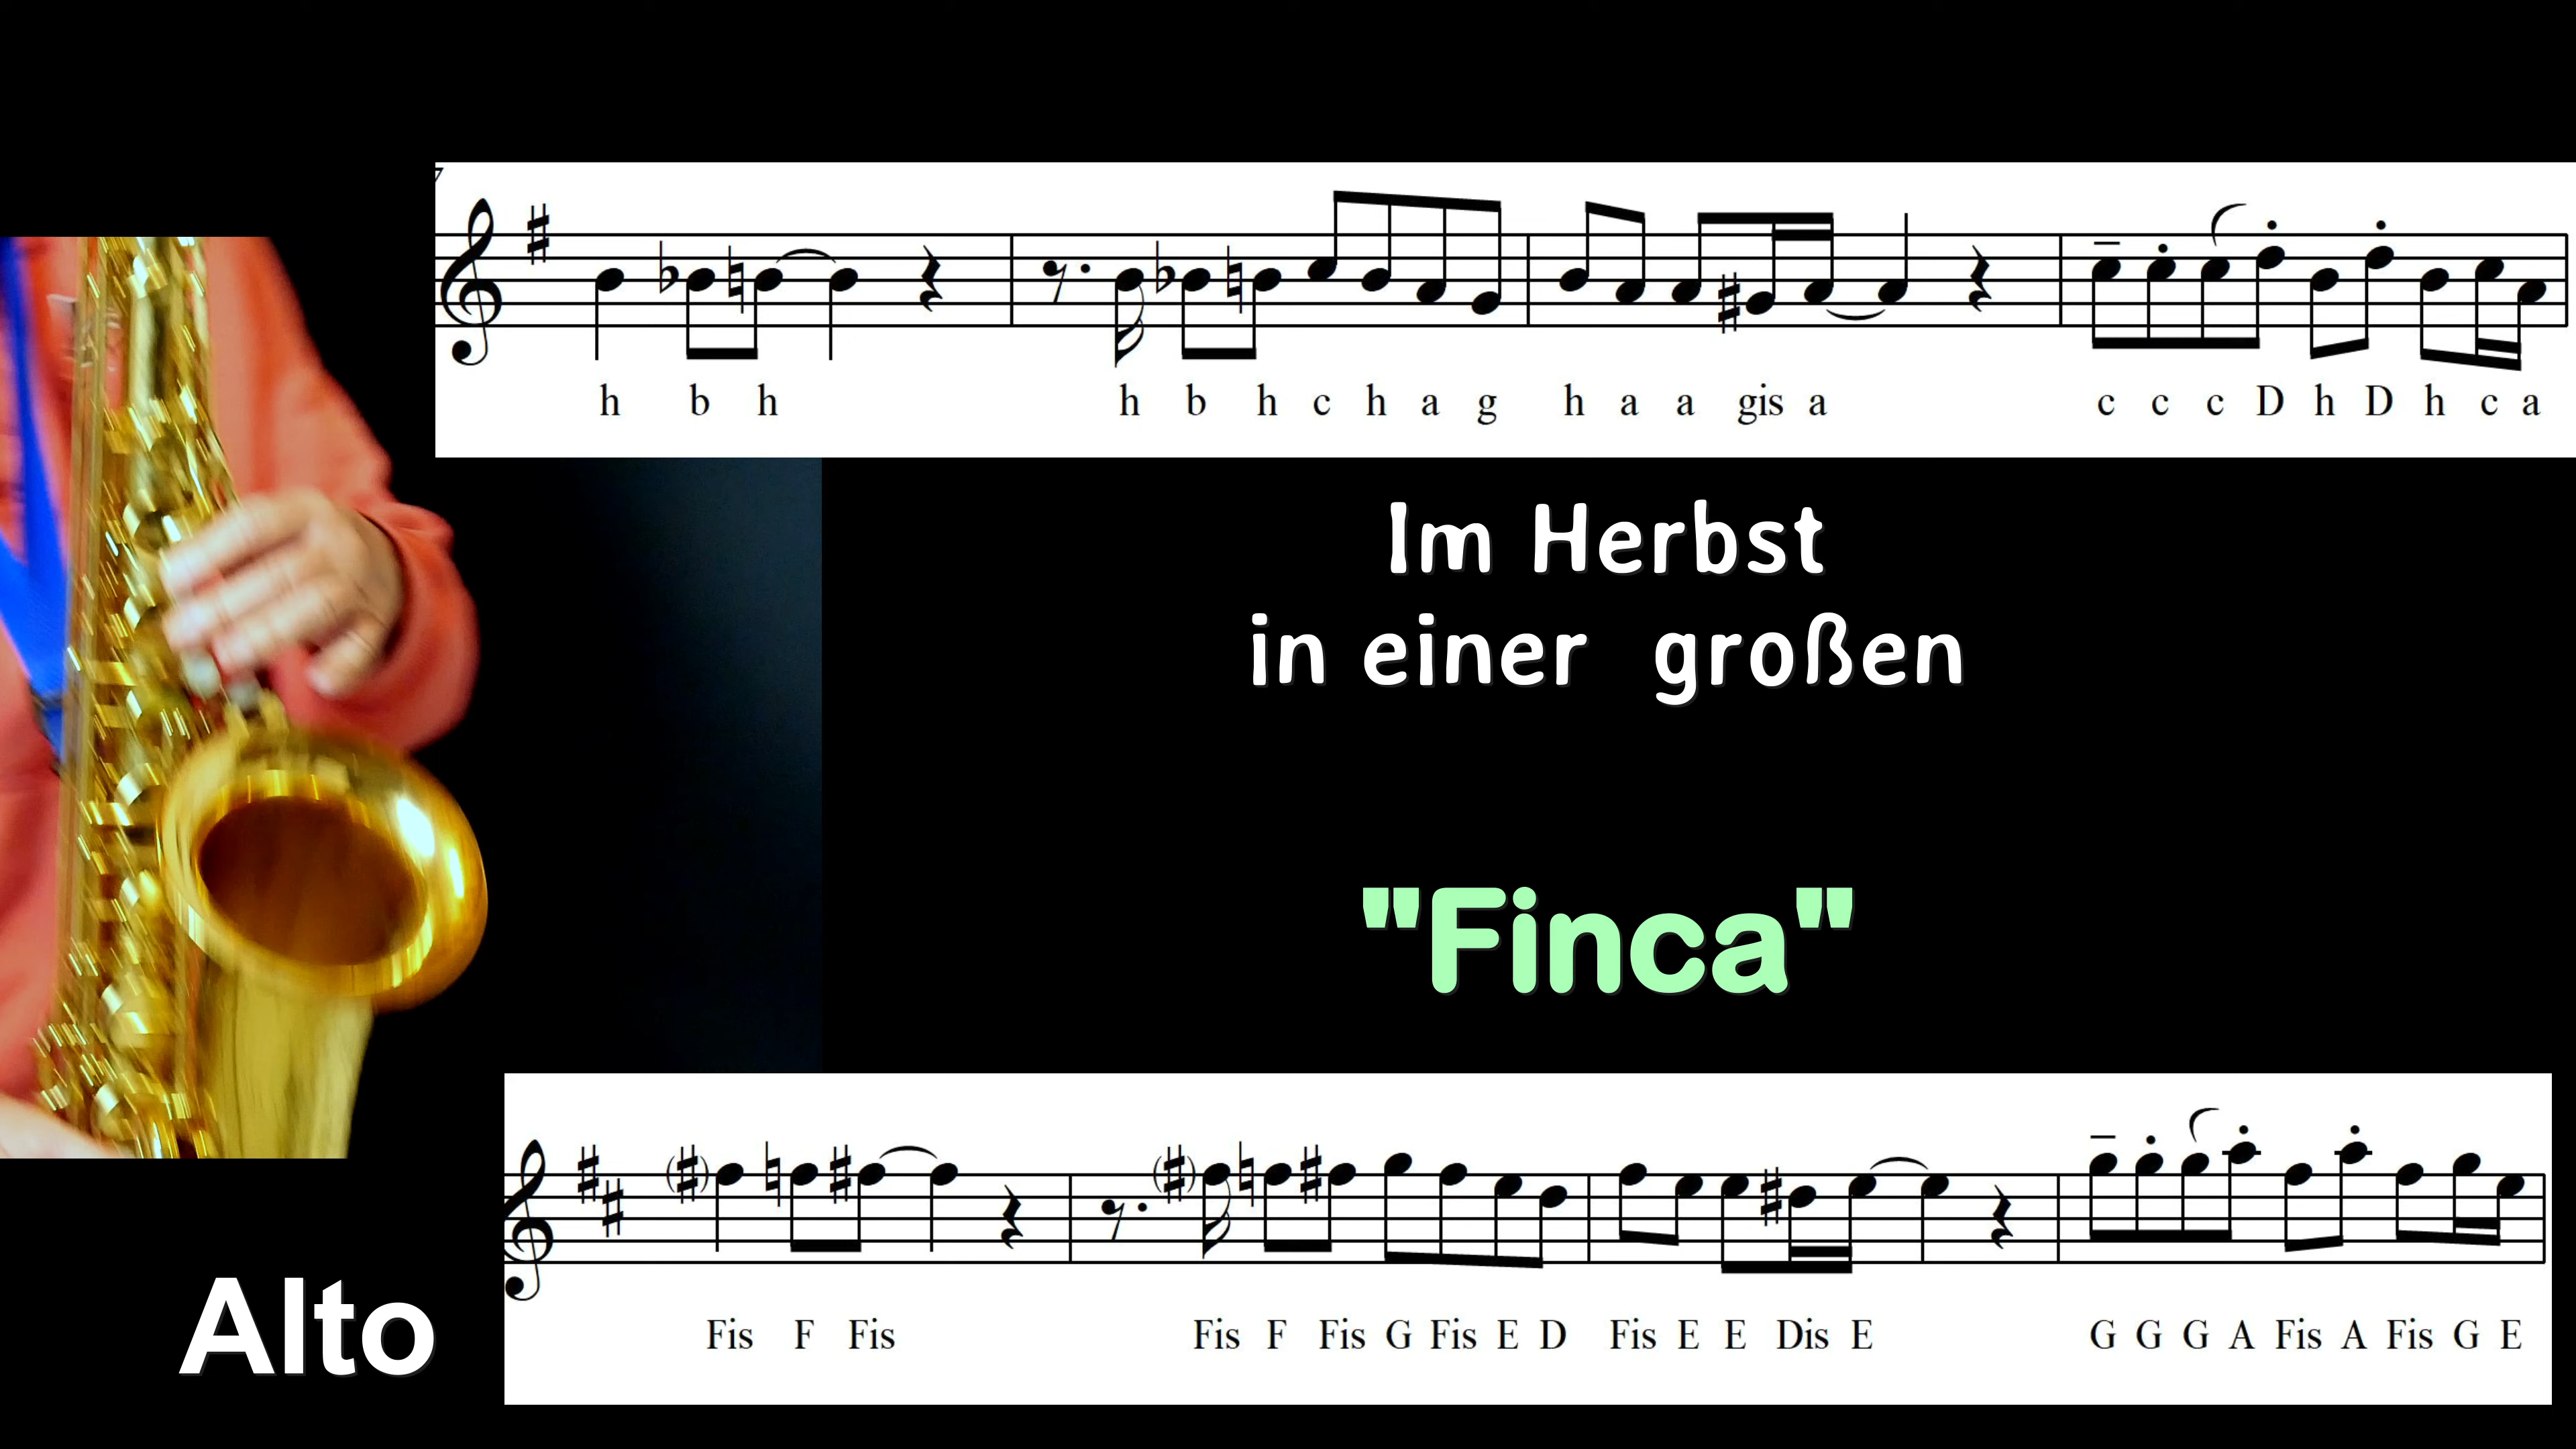 h b h h b h c h a g h a a gis a c c c D h D h c a
Im Herbst
in einer großen
"Finca"
Alto
Fis F Fis Fis F Fis G Fis E D Fis E E Dis E G G G A Fis A Fis G E